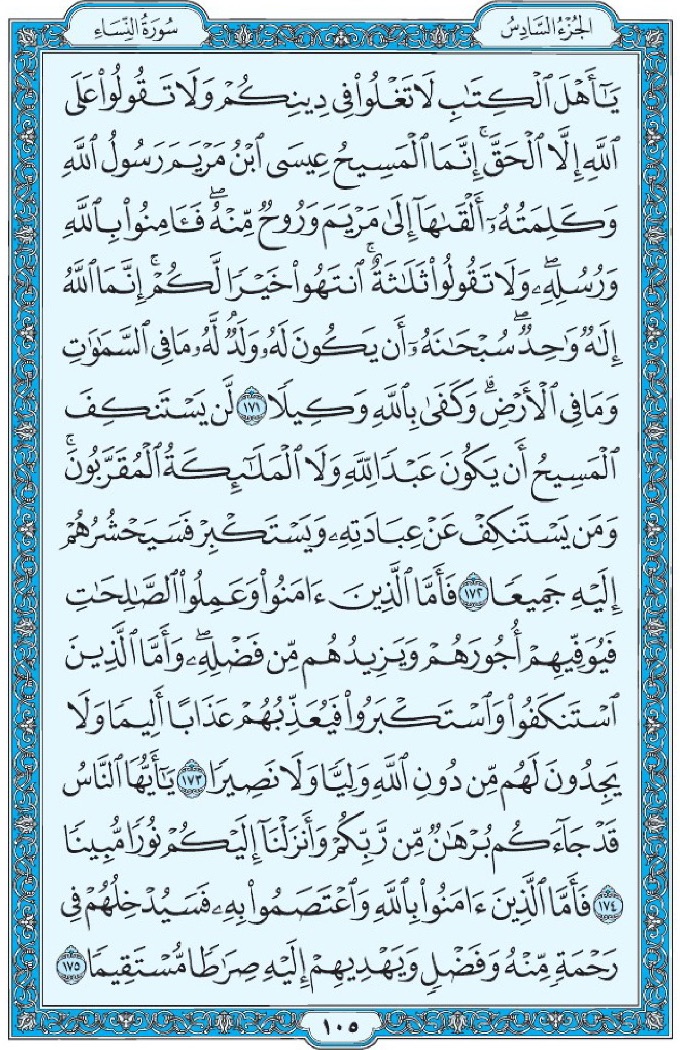 الجُزْءُ السَّادِسُ
سُورَةُ النِّسَاءِ
يَٰٓأَهْلَ ٱلْكِتَٰبِ لَا تَغْلُوا۟ فِى دِينِكُمْ وَلَا تَقُولُوا۟ عَلَى
ٱللَّهِ إِلَّا ٱلْحَقَّ ۚ إِنَّمَا ٱلْمَسِيحُ عِيسَى ٱبْنُ مَرْيَمَ رَسُولُ ٱللَّهِ
وَكَلِمَتُهُۥٓ أَلْقَىٰهَآ إِلَىٰ مَرْيَمَ وَرُوحٌ مِّنْهُ ۖ فَـَٔامِنُوا۟ بِٱللَّهِ
وَرُسُلِهِۦ ۖ وَلَا تَقُولُوا۟ ثَلَٰثَةٌ ۚ ٱنتَهُوا۟ خَيْرًا لَّكُمْ ۚ إِنَّمَا ٱللَّهُ
إِلَٰهٌ وَٰحِدٌ ۖ سُبْحَٰنَهُۥٓ أَن يَكُونَ لَهُۥ وَلَدٌ ۘ لَّهُۥ مَا فِى ٱلسَّمَٰوَٰتِ
وَمَا فِى ٱلْأَرْضِ ۗ وَكَفَىٰ بِٱللَّهِ وَكِيلًا ١٧١ لَّن يَسْتَنكِفَ
ٱلْمَسِيحُ أَن يَكُونَ عَبْدًا لِّلَّهِ وَلَا ٱلْمَلَٰٓئِكَةُ ٱلْمُقَرَّبُونَ ۚ
وَمَن يَسْتَنكِفْ عَنْ عِبَادَتِهِۦ وَيَسْتَكْبِرْ فَسَيَحْشُرُهُمْ
إِلَيْهِ جَمِيعًا ١٧٢ فَأَمَّا ٱلَّذِينَ ءَامَنُوا۟ وَعَمِلُوا۟ ٱلصَّٰلِحَٰتِ
فَيُوَفِّيهِمْ أُجُورَهُمْ وَيَزِيدُهُم مِّن فَضْلِهِۦ ۖ وَأَمَّا ٱلَّذِينَ
ٱسْتَنكَفُوا۟ وَٱسْتَكْبَرُوا۟ فَيُعَذِّبُهُمْ عَذَابًا أَلِيمًا وَلَا
يَجِدُونَ لَهُم مِّن دُونِ ٱللَّهِ وَلِيًّا وَلَا نَصِيرًا ١٧٣ يَٰٓأَيُّهَا ٱلنَّاسُ
قَدْ جَآءَكُم بُرْهَٰنٌ مِّن رَّبِّكُمْ وَأَنزَلْنَآ إِلَيْكُمْ نُورًا مُّبِينًا
١٧٤ فَأَمَّا ٱلَّذِينَ ءَامَنُوا۟ بِٱللَّهِ وَٱعْتَصَمُوا۟ بِهِۦ فَسَيُدْخِلُهُمْ فِى
رَحْمَةٍ مِّنْهُ وَفَضْلٍ وَيَهْدِيهِمْ إِلَيْهِ صِرَٰطًا مُّسْتَقِيمًا ١٧٥
١٠٥